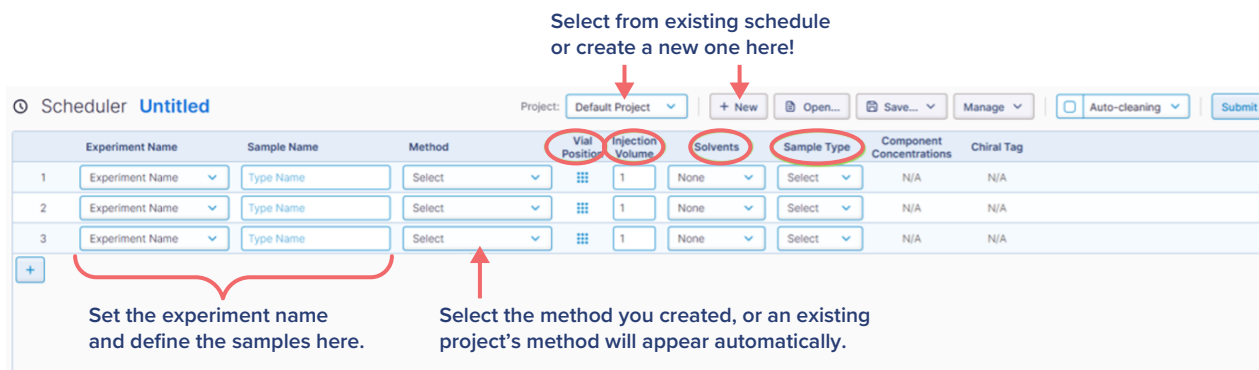 Select from existing schedule
or create a new one here!
Scheduler Untitled
Project: Default Project + New Open... Save... Manage Auto-cleaning Submit
Experiment Name Sample Name Method Vial Position Injection Volume Solvents Sample Type Component Concentrations Chiral Tag
1 Experiment Name Type Name Select 1 None Select N/A N/A
2 Experiment Name Type Name Select 1 None Select N/A N/A
3 Experiment Name Type Name Select 1 None Select N/A N/A
+
Set the experiment name
and define the samples here.
Select the method you created, or an existing
project's method will appear automatically.